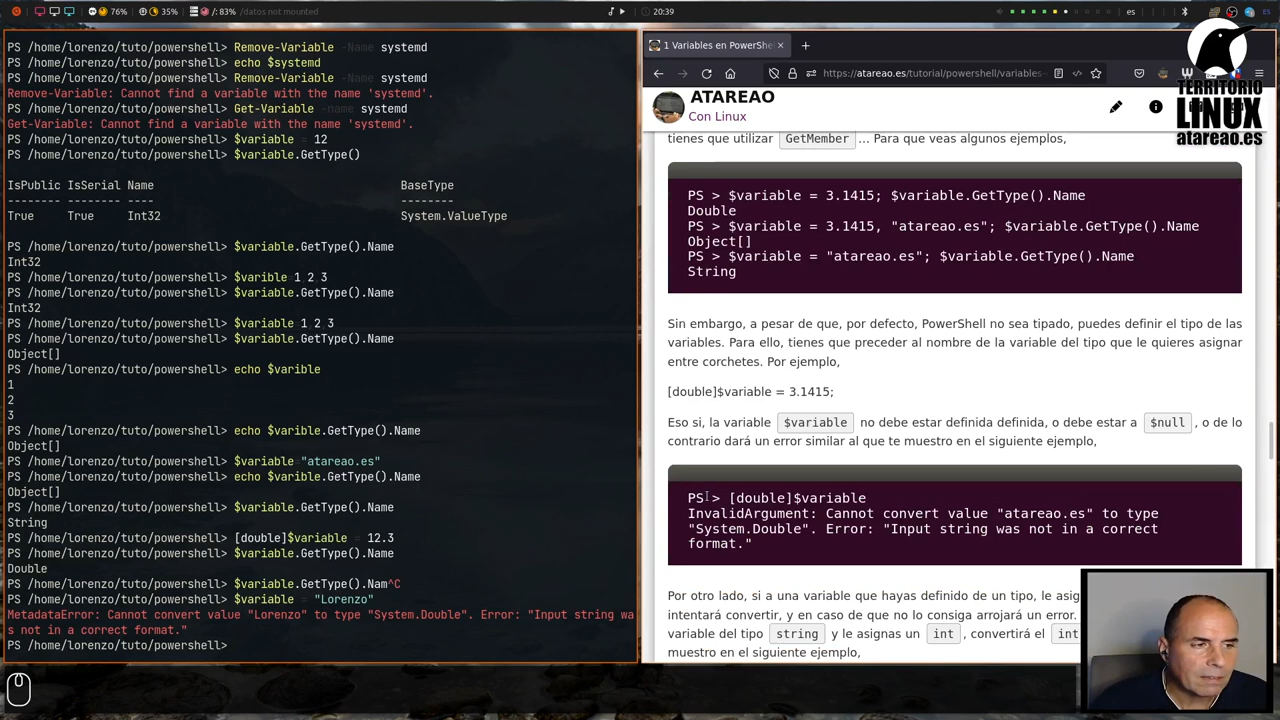 76% 35% /: 83% /datos not mounted 20:39 es ES
PS /home/lorenzo/tuto/powershell> Remove-Variable -Name systemd
PS /home/lorenzo/tuto/powershell> echo $systemd
PS /home/lorenzo/tuto/powershell> Remove-Variable -Name systemd
Remove-Variable: Cannot find a variable with the name 'systemd'.
PS /home/lorenzo/tuto/powershell> Get-Variable -name systemd
Get-Variable: Cannot find a variable with the name 'systemd'.
PS /home/lorenzo/tuto/powershell> $variable = 12
PS /home/lorenzo/tuto/powershell> $variable.GetType()
IsPublic IsSerial Name BaseType
-------- -------- ---- --------
True True Int32 System.ValueType
PS /home/lorenzo/tuto/powershell> $variable.GetType().Name
Int32
PS /home/lorenzo/tuto/powershell> $varible 1 2 3
PS /home/lorenzo/tuto/powershell> $variable.GetType().Name
Int32
PS /home/lorenzo/tuto/powershell> $variable 1 2 3
PS /home/lorenzo/tuto/powershell> $variable.GetType().Name
Object[]
PS /home/lorenzo/tuto/powershell> echo $varible
1
2
3
PS /home/lorenzo/tuto/powershell> echo $varible.GetType().Name
Object[]
PS /home/lorenzo/tuto/powershell> $variable "atareao.es"
PS /home/lorenzo/tuto/powershell> echo $varible.GetType().Name
Object[]
PS /home/lorenzo/tuto/powershell> $variable.GetType().Name
String
PS /home/lorenzo/tuto/powershell> [double]$variable = 12.3
PS /home/lorenzo/tuto/powershell> $variable.GetType().Name
Double
PS /home/lorenzo/tuto/powershell> $variable.GetType().Nam^C
PS /home/lorenzo/tuto/powershell> $variable = "Lorenzo"
MetadataError: Cannot convert value "Lorenzo" to type "System.Double". Error: "Input string wa
s not in a correct format."
PS /home/lorenzo/tuto/powershell>
1 Variables en PowerShe
https://atareao.es/tutorial/powershell/variables-
ATAREAO
Con Linux
TERRITORIO
LINUX
atareao.es
tienes que utilizar GetMember ... Para que veas algunos ejemplos,
PS > $variable = 3.1415; $variable.GetType().Name
Double
PS > $variable = 3.1415, "atareao.es"; $variable.GetType().Name
Object[]
PS > $variable = "atareao.es"; $variable.GetType().Name
String
Sin embargo, a pesar de que, por defecto, PowerShell no sea tipado, puedes definir el tipo de las
variables. Para ello, tienes que preceder al nombre de la variable del tipo que le quieres asignar
entre corchetes. Por ejemplo,
[double]$variable = 3.1415;
Eso si, la variable $variable no debe estar definida definida, o debe estar a $null , o de lo
contrario dará un error similar al que te muestro en el siguiente ejemplo,
PS > [double]$variable
InvalidArgument: Cannot convert value "atareao.es" to type
"System.Double". Error: "Input string was not in a correct
format."
Por otro lado, si a una variable que hayas definido de un tipo, le asig
intentará convertir, y en caso de que no lo consiga arrojará un error.
variable del tipo string y le asignas un int , convertirá el int
muestro en el siguiente ejemplo,